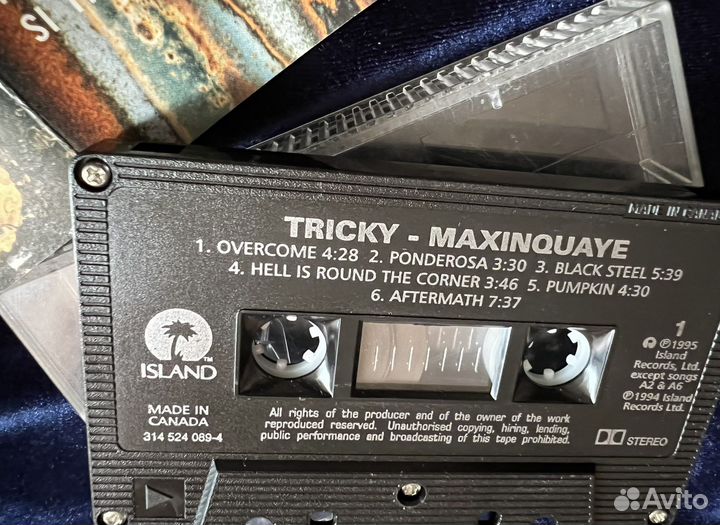 MADE IN CANA
TRICKY - MAXINQUAYE
1. OVERCOME 4:28 2. PONDEROSA 3:30 3. BLACK STEEL 5:39
4. HELL IS ROUND THE CORNER 3:46 5. PUMPKIN 4:30
6. AFTERMATH 7:37
ISLAND™
MADE IN
CANADA
314 524 089-4
1
℗1995
Island
Records, Ltd.
except songs
A2 & A6
℗1994 Island
Records Ltd.
All rights of the producer and of the owner of the work
reproduced reserved. Unauthorised copying, hiring, lending,
public performance and broadcasting of this tape prohibited.
STEREO
Avito